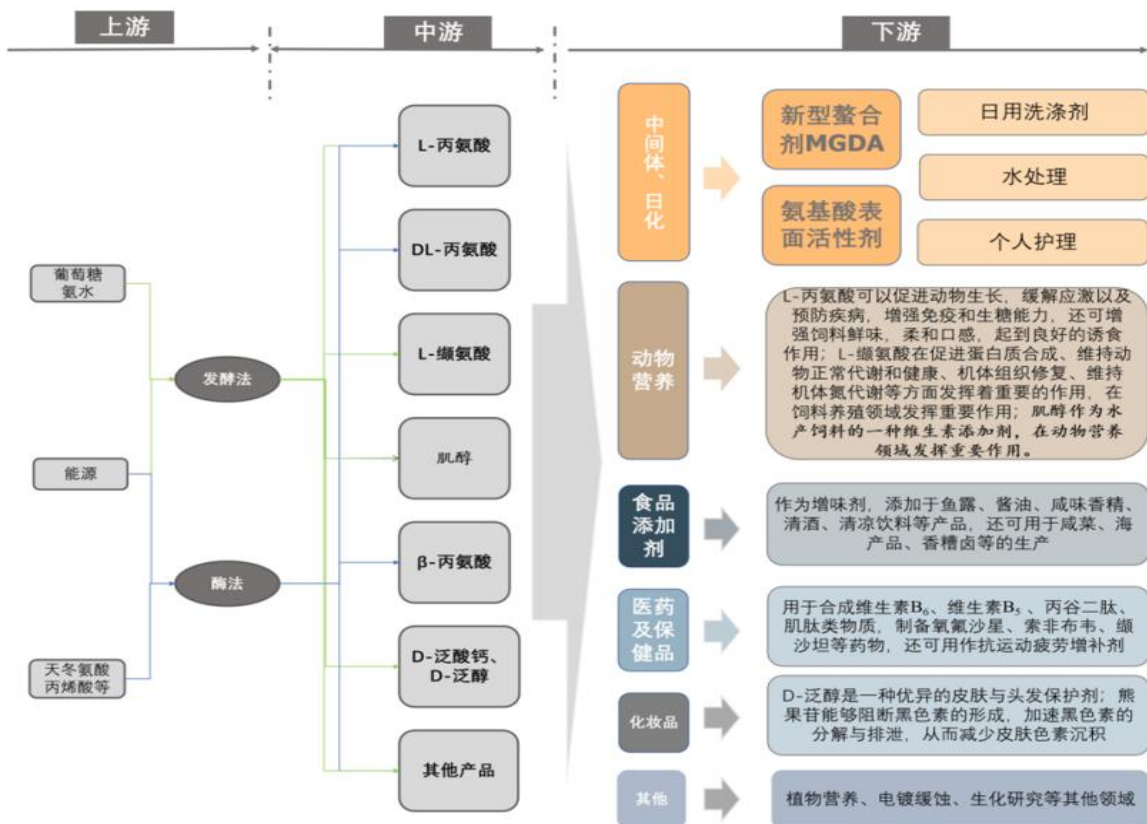 上游
中游
下游
葡萄糖
氨水
能源
天冬氨酸
丙烯酸等
发酵法
酶法
L-丙氨酸
DL-丙氨酸
L-缬氨酸
肌醇
β-丙氨酸
D-泛酸钙、
D-泛醇
其他产品
中间体、日化
新型螯合
剂MGDA
氨基酸表
面活性剂
日用洗涤剂
水处理
个人护理
动物
营养
L-丙氨酸可以促进动物生长，缓解应激以及
预防疾病，增强免疫和生糖能力，还可增
强饲料鲜味，柔和口感，起到良好的诱食
作用；L-缬氨酸在促进蛋白质合成、维持动
物正常代谢和健康、机体组织修复、维持
机体氮代谢等方面发挥着重要的作用，在
饲料养殖领域发挥重要作用；肌醇作为水
产饲料的一种维生素添加剂，在动物营养
领域发挥重要作用。
食品
添加
剂
作为增味剂，添加于鱼露、酱油、咸味香精、
清酒、清凉饮料等产品，还可用于咸菜、海
产品、香糟卤等的生产
医药
及保
健品
用于合成维生素B₆、维生素B₅、丙谷二肽、
肌肽类物质，制备氧氟沙星、索非布韦、缬
沙坦等药物，还可用作抗运动疲劳增补剂
化妆品
D-泛醇是一种优异的皮肤与头发保护剂；熊
果苷能够阻断黑色素的形成，加速黑色素的
分解与排泄，从而减少皮肤色素沉积
其他
植物营养、电镀缓蚀、生化研究等其他领域